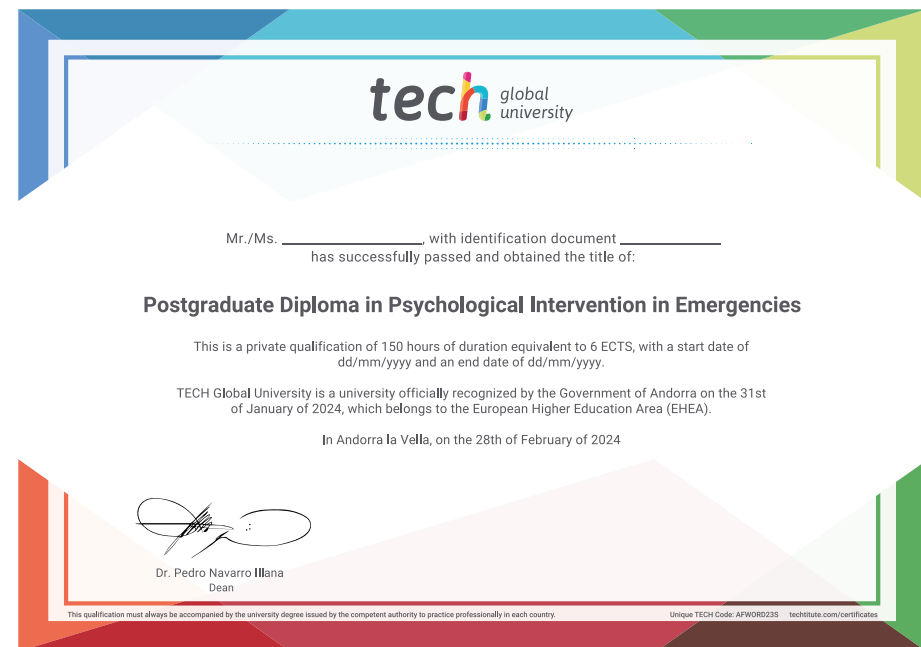 tech global
university
Mr./Ms. ____________, with identification document ____________
has successfully passed and obtained the title of:
Postgraduate Diploma in Psychological Intervention in Emergencies
This is a private qualification of 150 hours of duration equivalent to 6 ECTS, with a start date of
dd/mm/yyyy and an end date of dd/mm/yyyy.
TECH Global University is a university officially recognized by the Government of Andorra on the 31st
of January of 2024, which belongs to the European Higher Education Area (EHEA).
In Andorra la Vella, on the 28th of February of 2024
Dr. Pedro Navarro Illana
Dean
This qualification must always be accompanied by the university degree issued by the competent authority to practice professionally in each country. Unique TECH Code: AFWORD23S techtitute.com/certificates